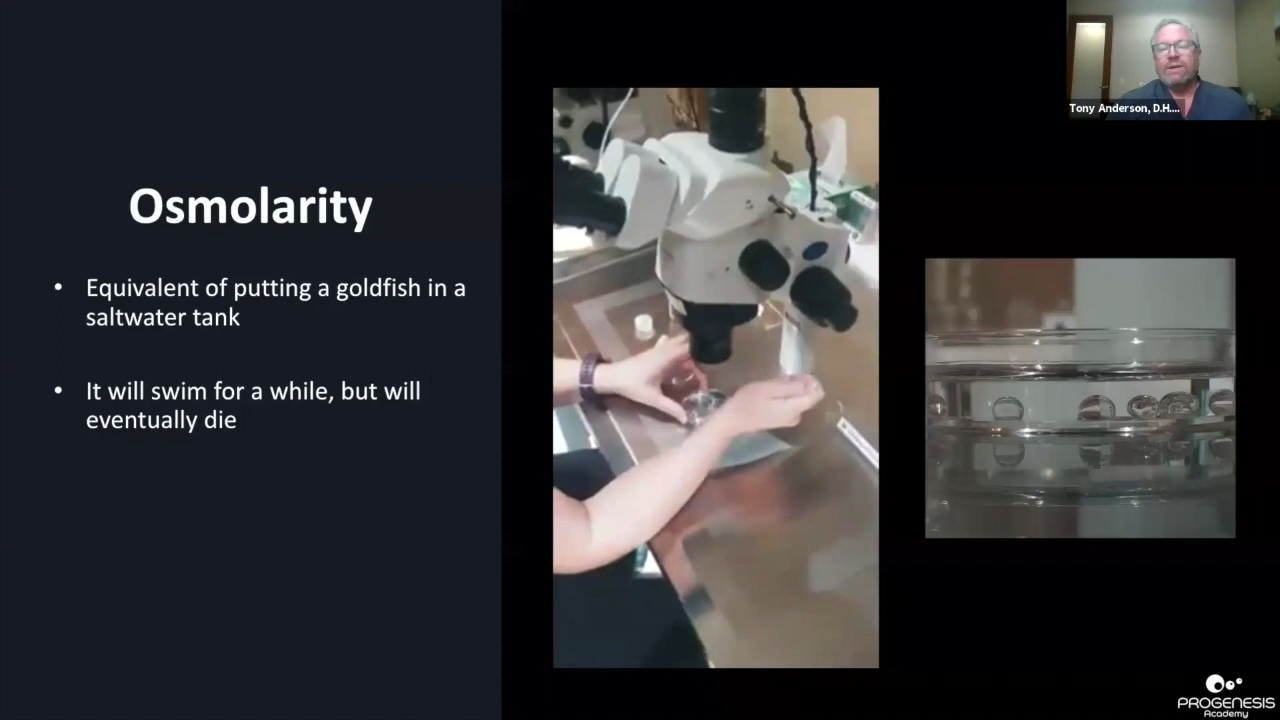 Osmolarity
• Equivalent of putting a goldfish in a
saltwater tank
• It will swim for a while, but will
eventually die
Tony Anderson, D.H....
PROGENESIS
Academy